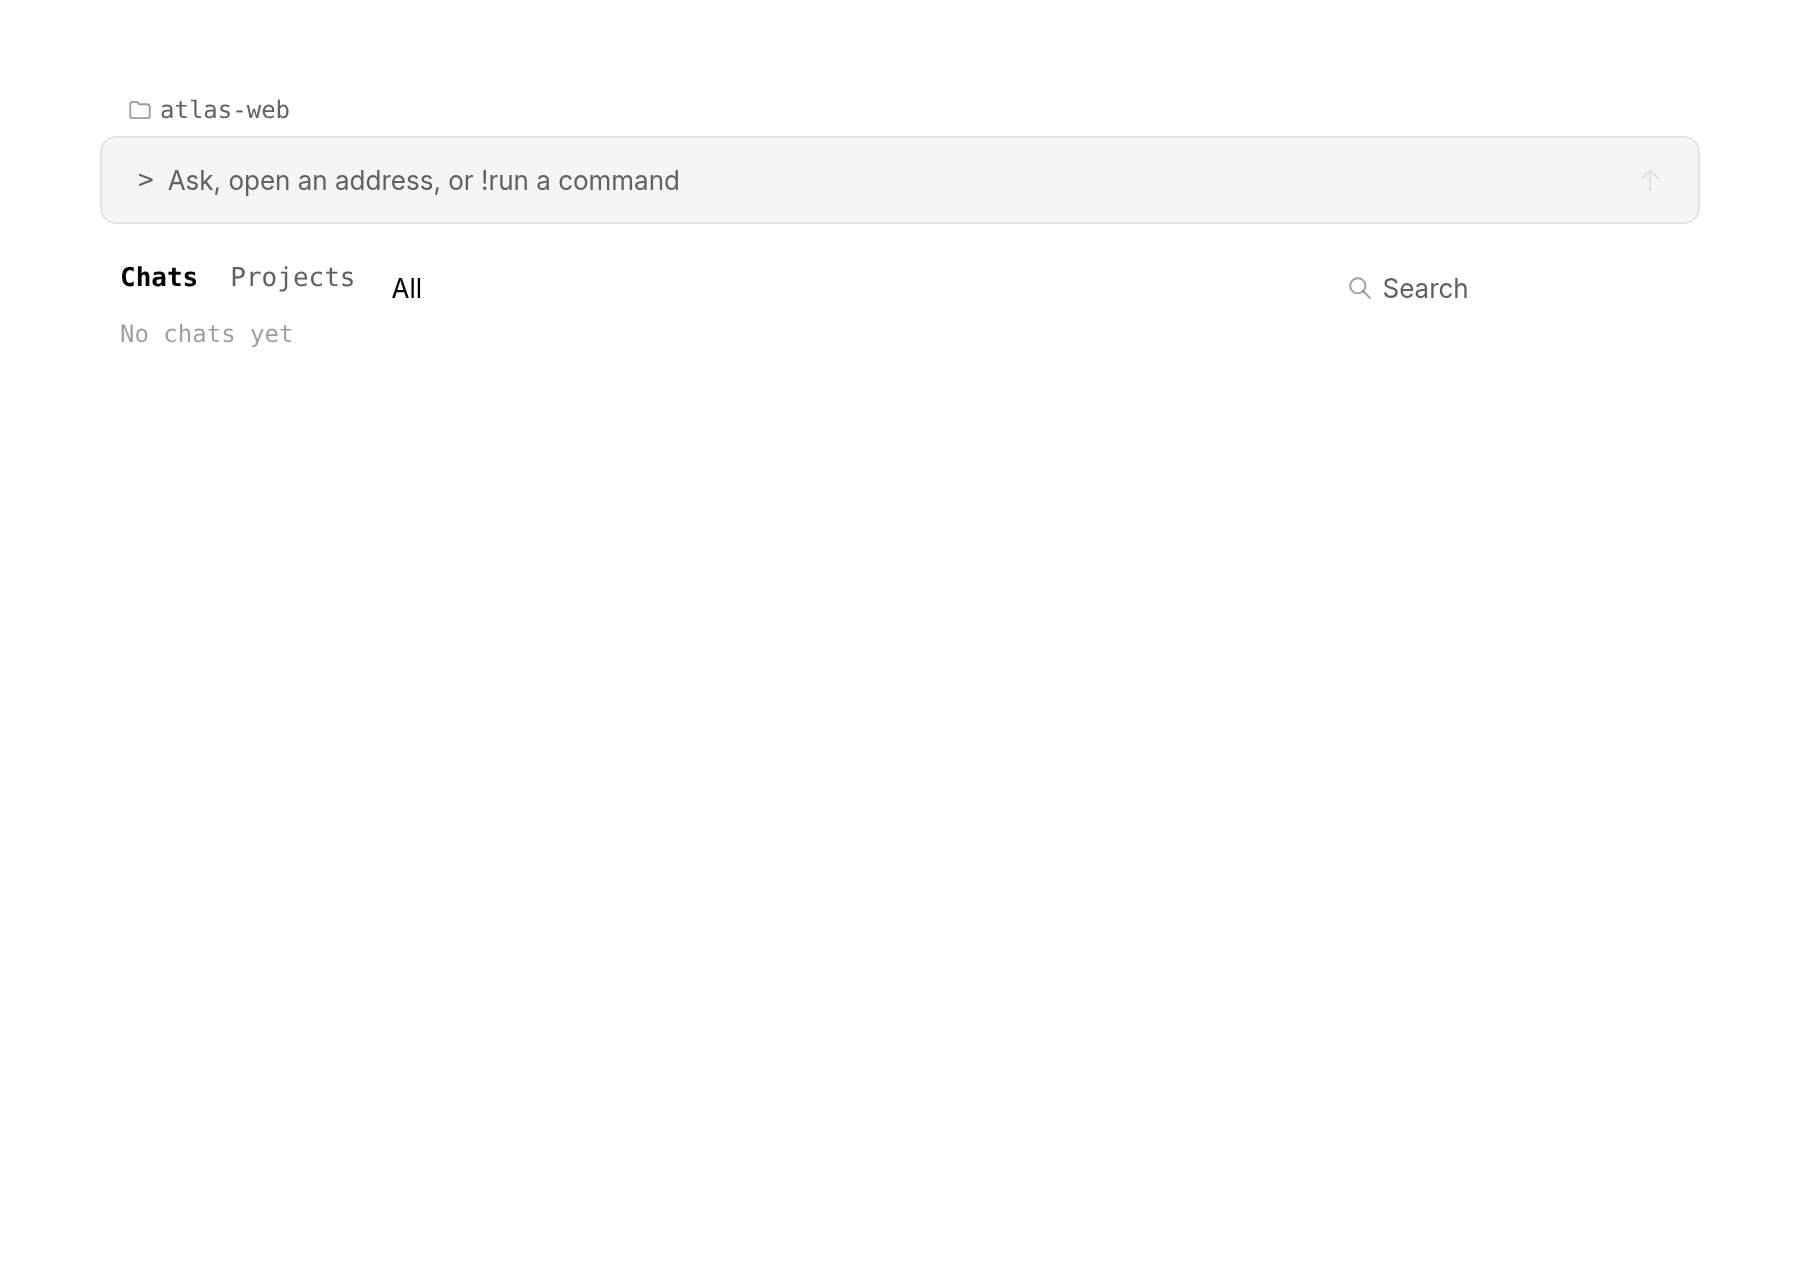 atlas-web
> Ask, open an address, or !run a command
Chats Projects All Search
No chats yet